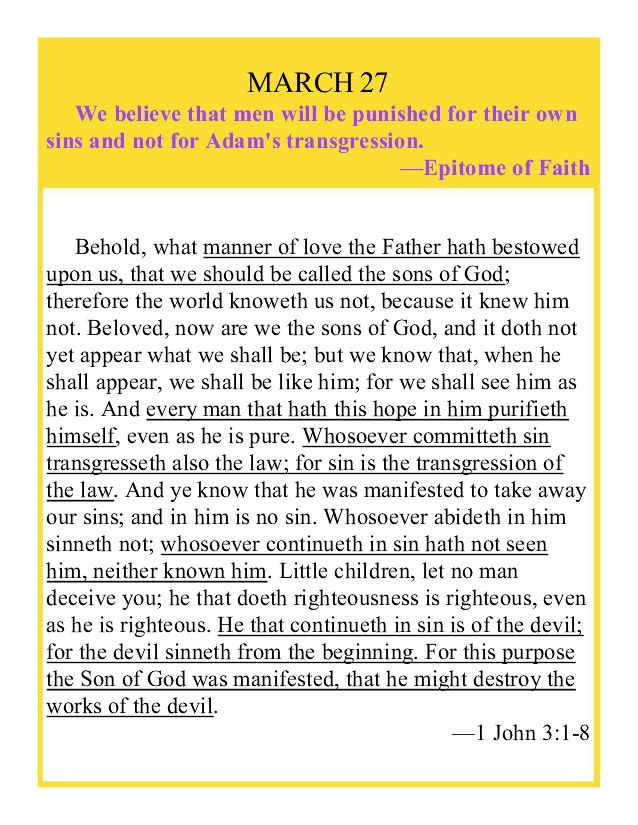 MARCH 27
We believe that men will be punished for their own
sins and not for Adam's transgression.
—Epitome of Faith
Behold, what manner of love the Father hath bestowed
upon us, that we should be called the sons of God;
therefore the world knoweth us not, because it knew him
not. Beloved, now are we the sons of God, and it doth not
yet appear what we shall be; but we know that, when he
shall appear, we shall be like him; for we shall see him as
he is. And every man that hath this hope in him purifieth
himself, even as he is pure. Whosoever committeth sin
transgresseth also the law; for sin is the transgression of
the law. And ye know that he was manifested to take away
our sins; and in him is no sin. Whosoever abideth in him
sinneth not; whosoever continueth in sin hath not seen
him, neither known him. Little children, let no man
deceive you; he that doeth righteousness is righteous, even
as he is righteous. He that continueth in sin is of the devil;
for the devil sinneth from the beginning. For this purpose
the Son of God was manifested, that he might destroy the
works of the devil.
—1 John 3:1-8